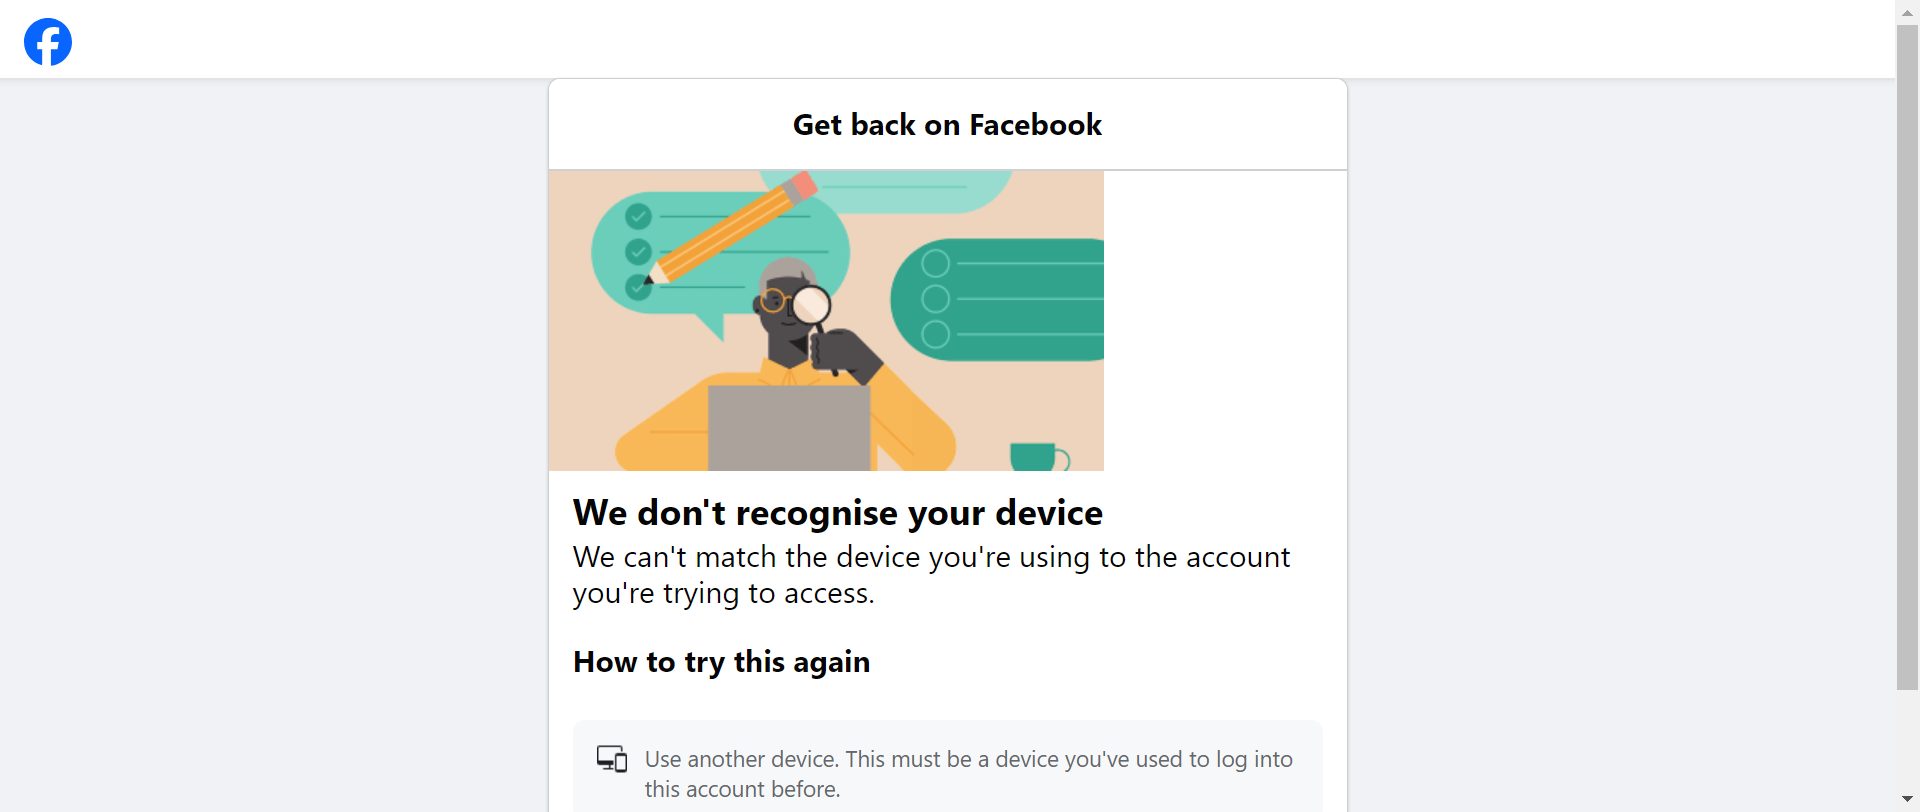 Get back on Facebook
We don't recognise your device
We can't match the device you're using to the account
you're trying to access.
How to try this again
Use another device. This must be a device you've used to log into
this account before.